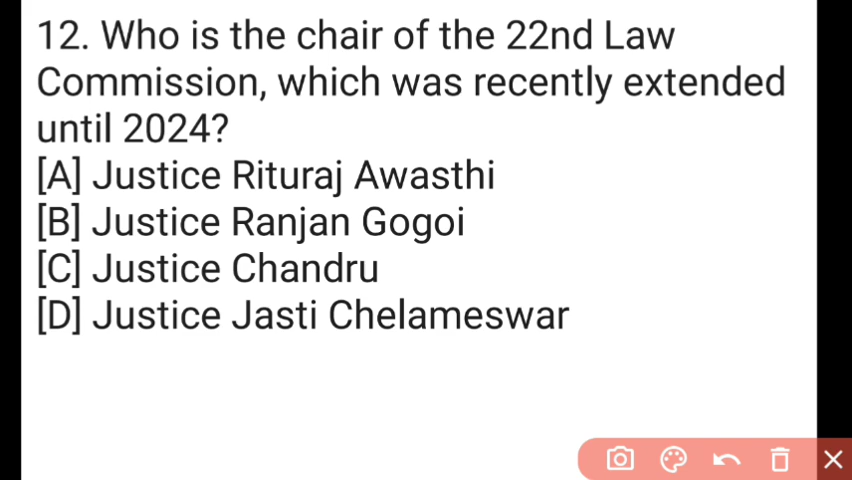 12. Who is the chair of the 22nd Law
Commission, which was recently extended
until 2024?
[A] Justice Rituraj Awasthi
[B] Justice Ranjan Gogoi
[C] Justice Chandru
[D] Justice Jasti Chelameswar